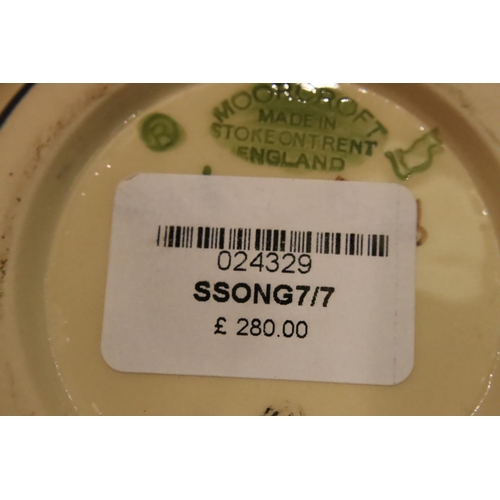 MOORCROFT
MADE IN
STOKE ON TRENT
ENGLAND
R
024329
SSONG7/7
£ 280.00